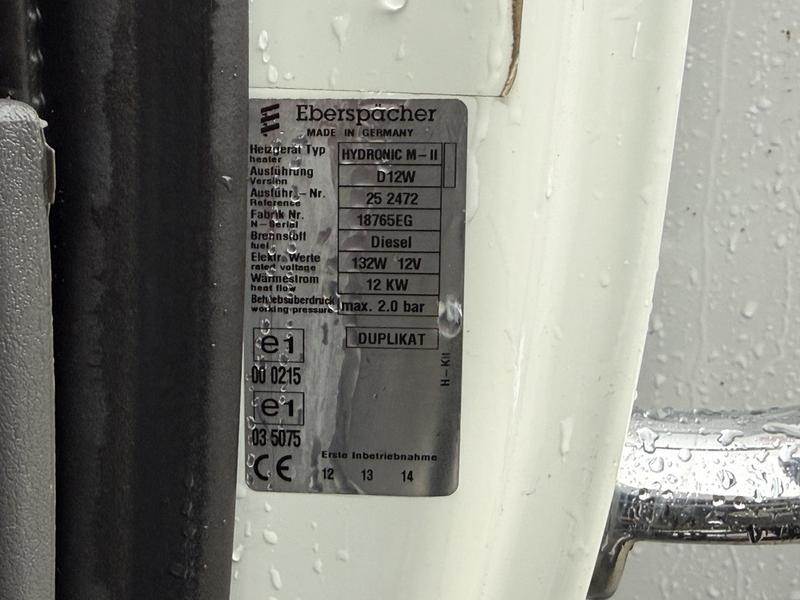 Eberspächer
MADE IN GERMANY
Heizgerät Typ HYDRONIC M-II
heater
Ausführung D12W
Version
Ausführ. - Nr. 25 2472
Reference
Fabrik Nr. 18765EG
N - Serial
Brennstoff Diesel
fuel
Elektr. Werte 132W 12V
rated voltage
Wärmestrom 12 KW
heat flow
Betriebsüberdruck max. 2.0 bar
working-pressure
DUPLIKAT
e1
00 0215
H - Kit
e1
03 5075
Erste Inbetriebnahme
CE 12 13 14